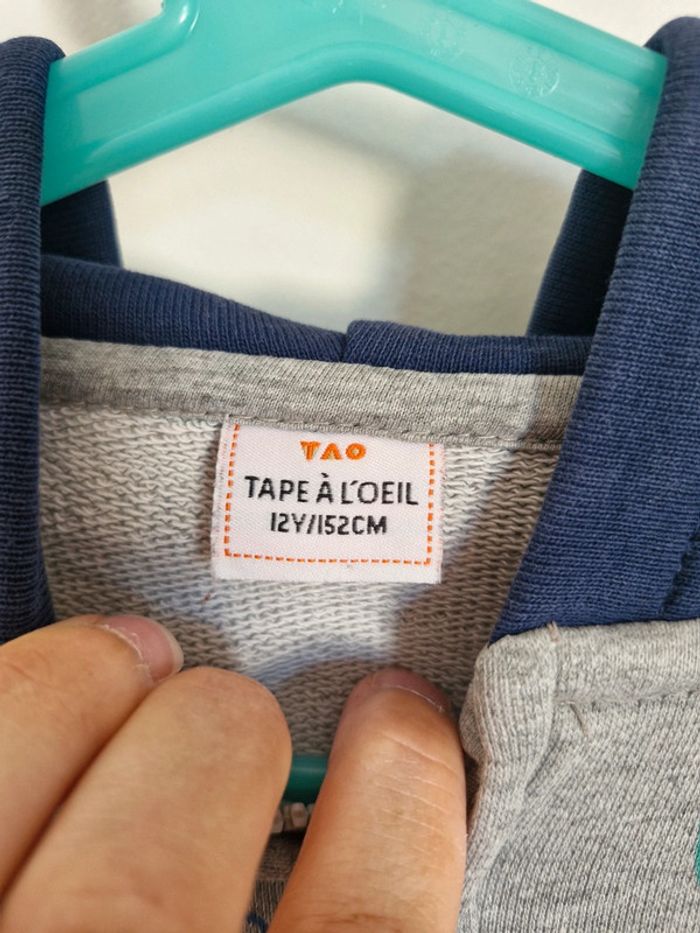 TAO
TAPE À L'OEIL
12Y/152CM